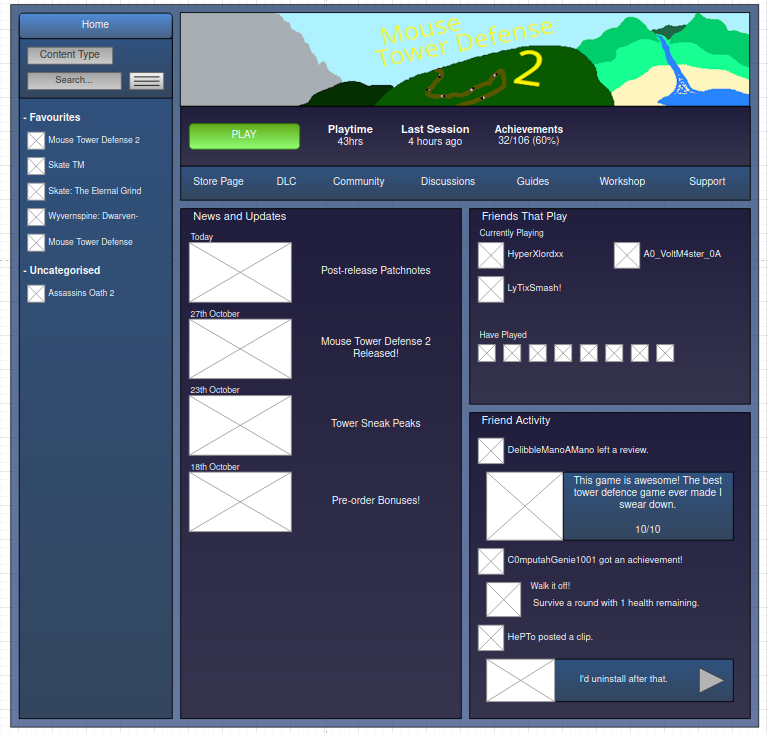 Home
Content Type
Search...
- Favourites
Mouse Tower Defense 2
Skate TM
Skate: The Eternal Grind
Wyvernspine: Dwarven-
Mouse Tower Defense
- Uncategorised
Assassins Oath 2
Mouse
Tower Defense
2
PLAY
Playtime
43hrs
Last Session
4 hours ago
Achievements
32/106 (60%)
Store Page
DLC
Community
Discussions
Guides
Workshop
Support
News and Updates
Today
Post-release Patchnotes
27th October
Mouse Tower Defense 2
Released!
23th October
Tower Sneak Peaks
18th October
Pre-order Bonuses!
Friends That Play
Currently Playing
HyperXlordxx
A0_VoltM4ster_0A
LyTixSmash!
Have Played
Friend Activity
DelibbleManoAMano left a review.
This game is awesome! The best
tower defence game ever made I
swear down.
10/10
C0mputahGenie1001 got an achievement!
Walk it off!
Survive a round with 1 health remaining.
HePTo posted a clip.
I'd uninstall after that.